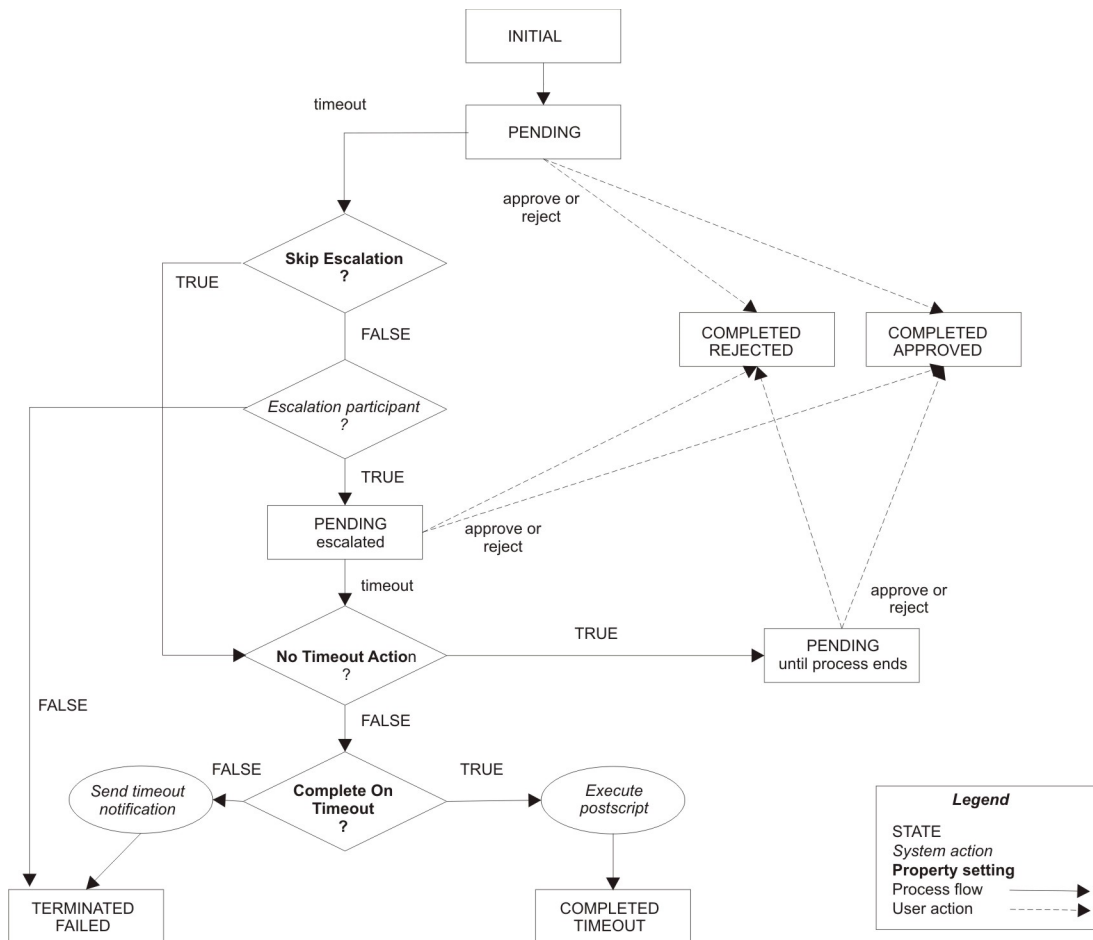 INITIAL
timeout
PENDING
approve or
reject
Skip Escalation
?
TRUE
FALSE
COMPLETED
REJECTED
COMPLETED
APPROVED
Escalation participant
?
TRUE
PENDING
escalated
approve or
reject
timeout
approve or
reject
TRUE
No Timeout Action
?
PENDING
until process ends
FALSE
FALSE
FALSE
TRUE
Send timeout
notification
Complete On
Timeout
?
Execute
postscript
Legend
STATE
System action
Property setting
Process flow
User action
TERMINATED
FAILED
COMPLETED
TIMEOUT